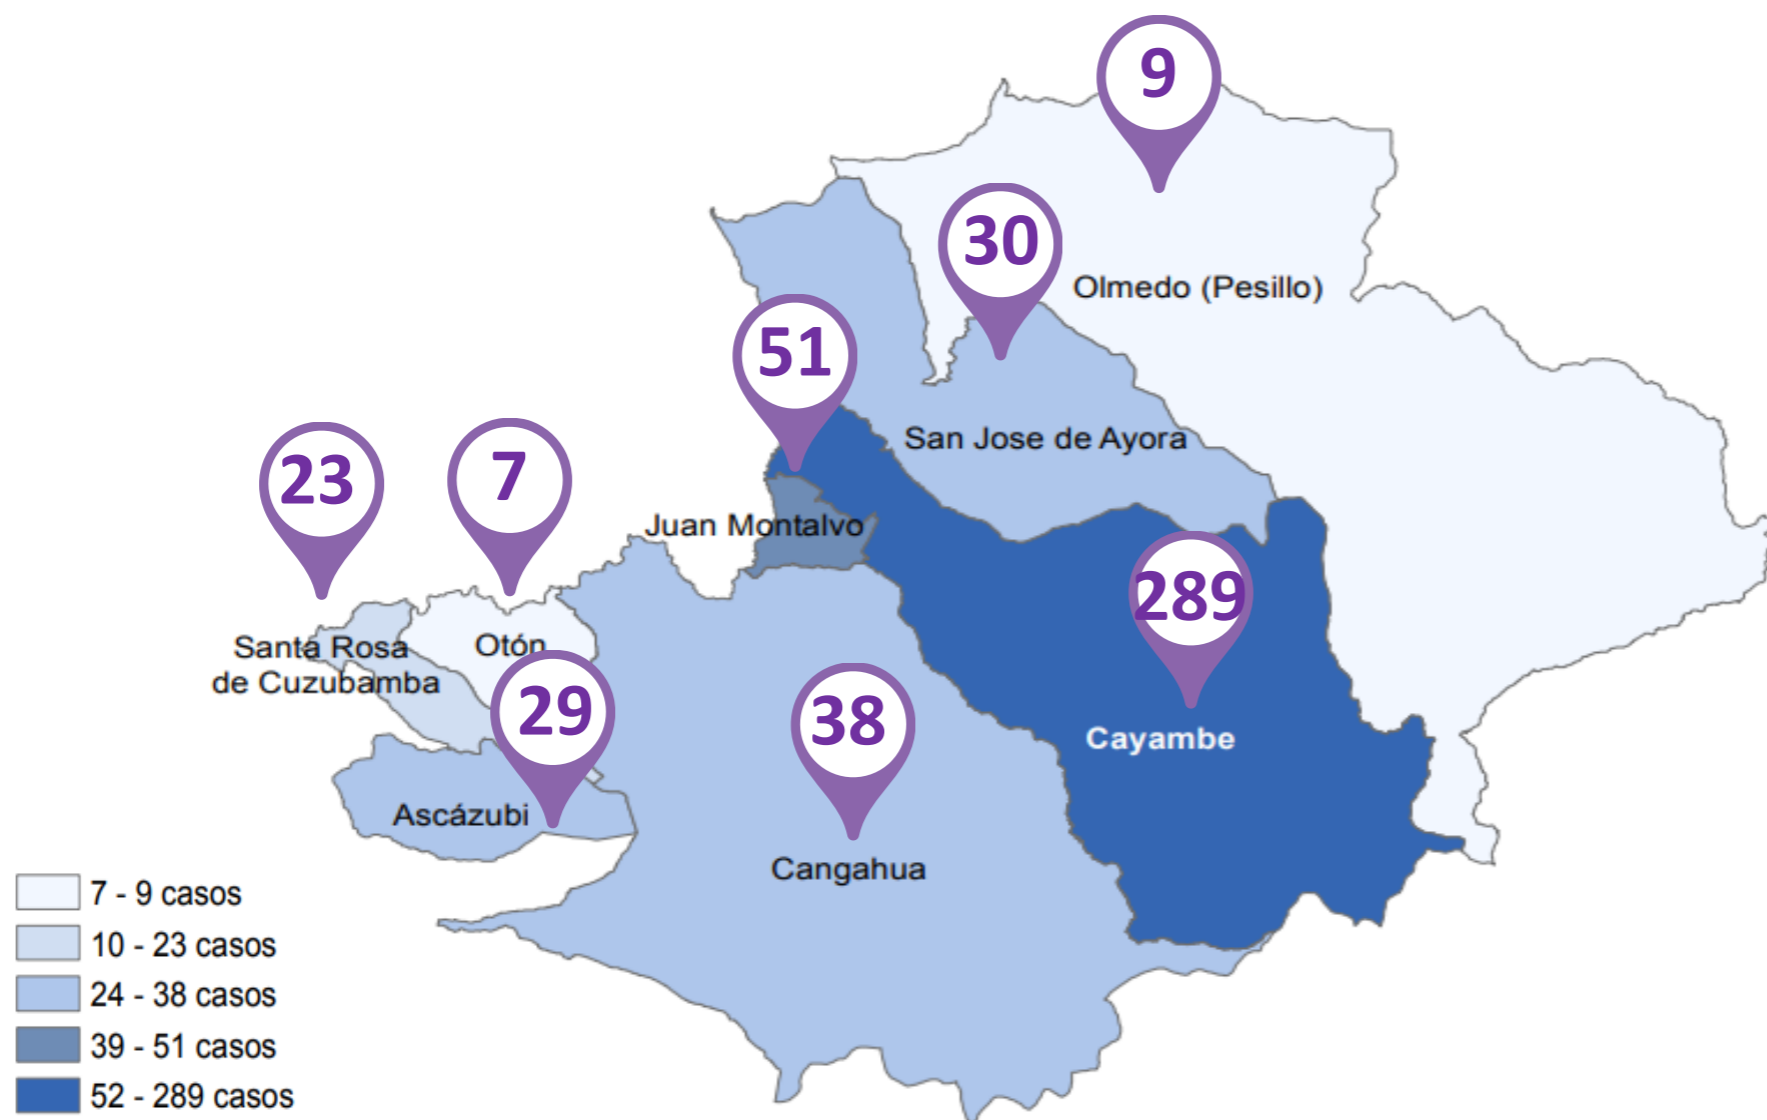 9
30
Olmedo (Pesillo)
51
San Jose de Ayora
23
7
Juan Montalvo
289
Santa Rosa
de Cuzubamba
Otón
29
38
Cayambe
Ascázubi
Cangahua
7 - 9 casos
10 - 23 casos
24 - 38 casos
39 - 51 casos
52 - 289 casos